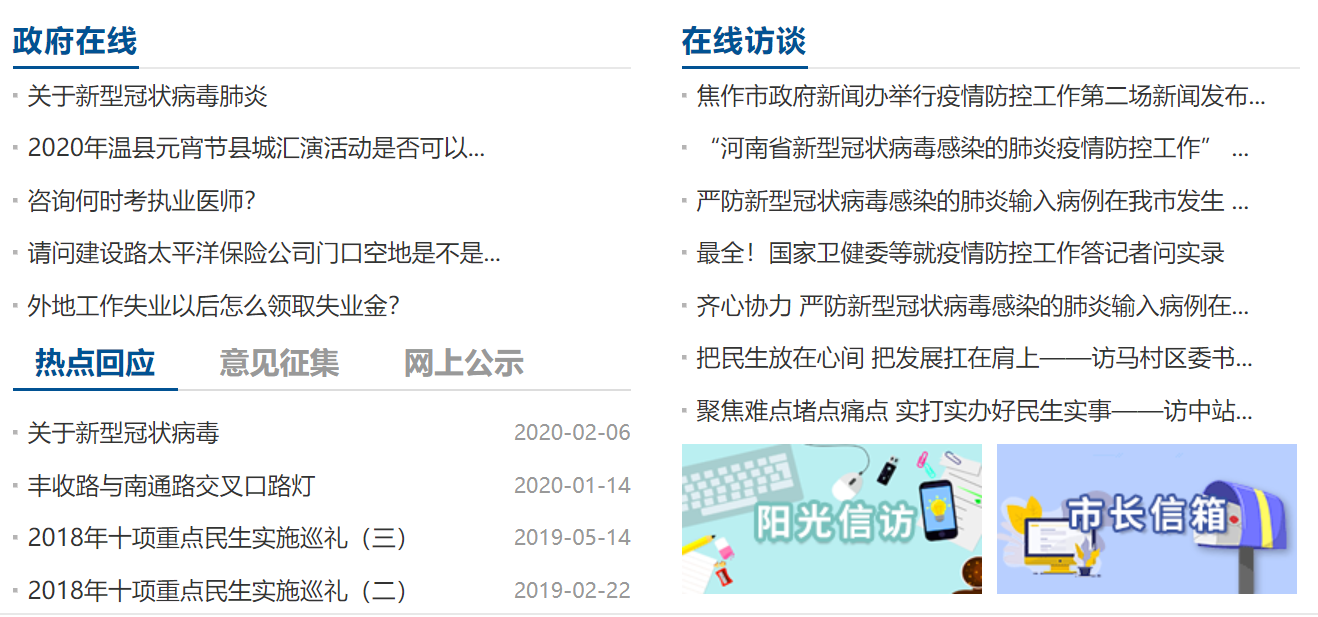 政府在线
关于新型冠状病毒肺炎
2020年温县元宵节县城汇演活动是否可以...
咨询何时考执业医师？
请问建设路太平洋保险公司门口空地是不是...
外地工作失业以后怎么领取失业金？
热点回应 意见征集 网上公示
关于新型冠状病毒 2020-02-06
丰收路与南通路交叉口路灯 2020-01-14
2018年十项重点民生实施巡礼（三） 2019-05-14
2018年十项重点民生实施巡礼（二） 2019-02-22
在线访谈
焦作市政府新闻办举行疫情防控工作第二场新闻发布...
“河南省新型冠状病毒感染的肺炎疫情防控工作” ...
严防新型冠状病毒感染的肺炎输入病例在我市发生 ...
最全！国家卫健委等就疫情防控工作答记者问实录
齐心协力 严防新型冠状病毒感染的肺炎输入病例在...
把民生放在心间 把发展扛在肩上——访马村区委书...
聚焦难点堵点痛点 实打实办好民生实事——访中站...
阳光信访
市长信箱